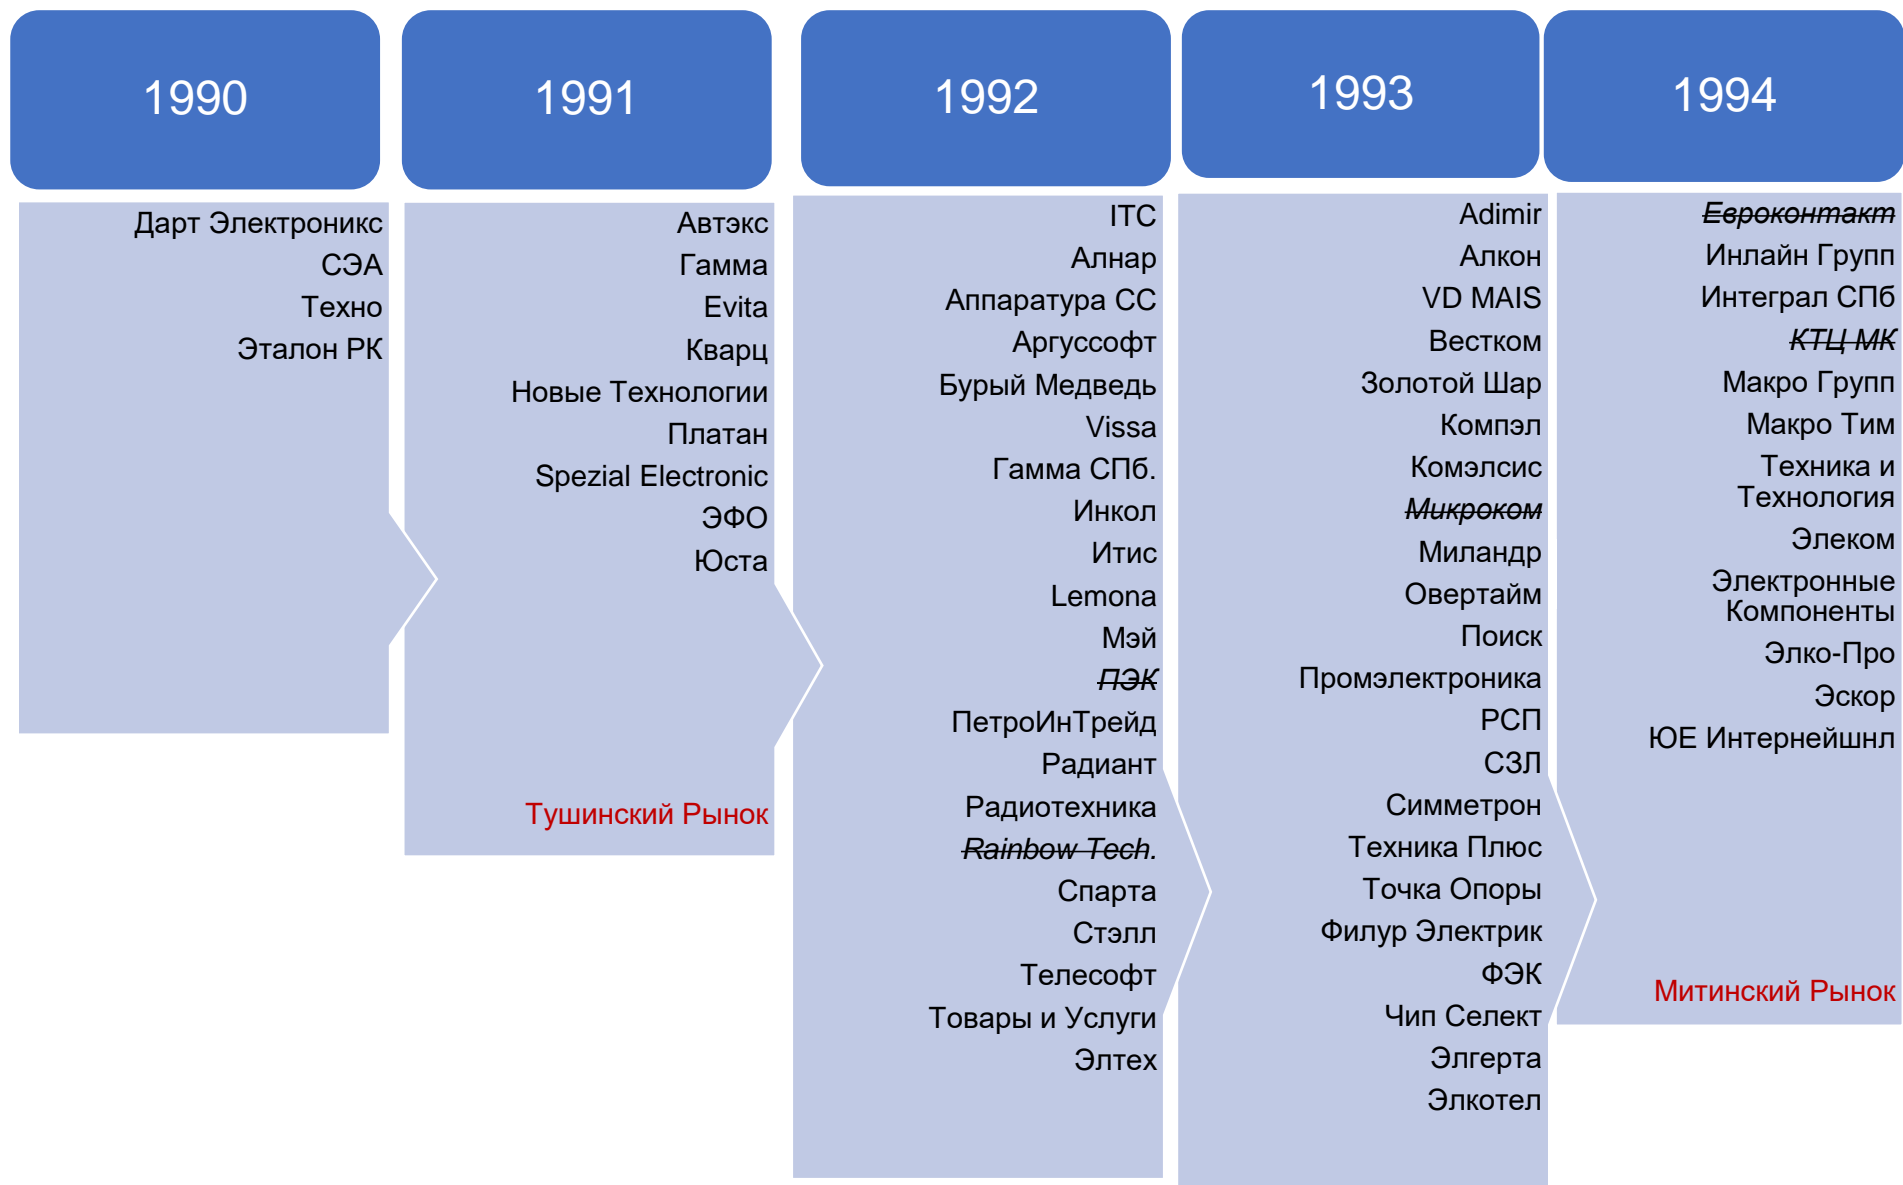 1990
Дарт Электроникс
СЭА
Техно
Эталон РК
1991
Автэкс
Гамма
Evita
Кварц
Новые Технологии
Платан
Spezial Electronic
ЭФО
Юста
Тушинский Рынок
1992
ITC
Алнар
Аппаратура СС
Аргуссофт
Бурый Медведь
Vissa
Гамма СПб.
Инкол
Итис
Lemona
Мэй
ПЭК
ПетроИнТрейд
Радиант
Радиотехника
Rainbow Tech.
Спарта
Стэлл
Телесофт
Товары и Услуги
Элтех
1993
Adimir
Алкон
VD MAIS
Вестком
Золотой Шар
Компэл
Комэлсис
Микроком
Миландр
Овертайм
Поиск
Промэлектроника
РСП
СЗЛ
Симметрон
Техника Плюс
Точка Опоры
Филур Электрик
ФЭК
Чип Селект
Элгерта
Элкотел
1994
Евроконтакт
Инлайн Групп
Интеграл СПб
КТЦ МК
Макро Групп
Макро Тим
Техника и
Технология
Элеком
Электронные
Компоненты
Элко-Про
Эскор
ЮЕ Интернейшнл
Митинский Рынок